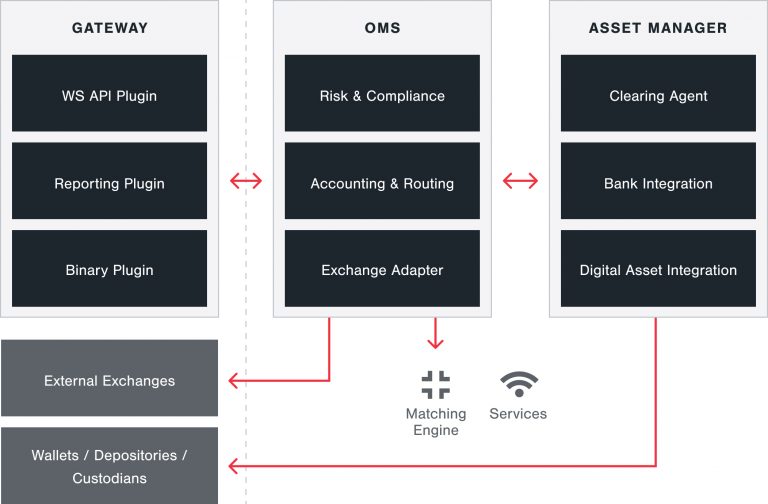 GATEWAY
WS API Plugin
Reporting Plugin
Binary Plugin
OMS
Risk & Compliance
Accounting & Routing
Exchange Adapter
ASSET MANAGER
Clearing Agent
Bank Integration
Digital Asset Integration
External Exchanges
Wallets / Depositories /
Custodians
Matching
Engine
Services